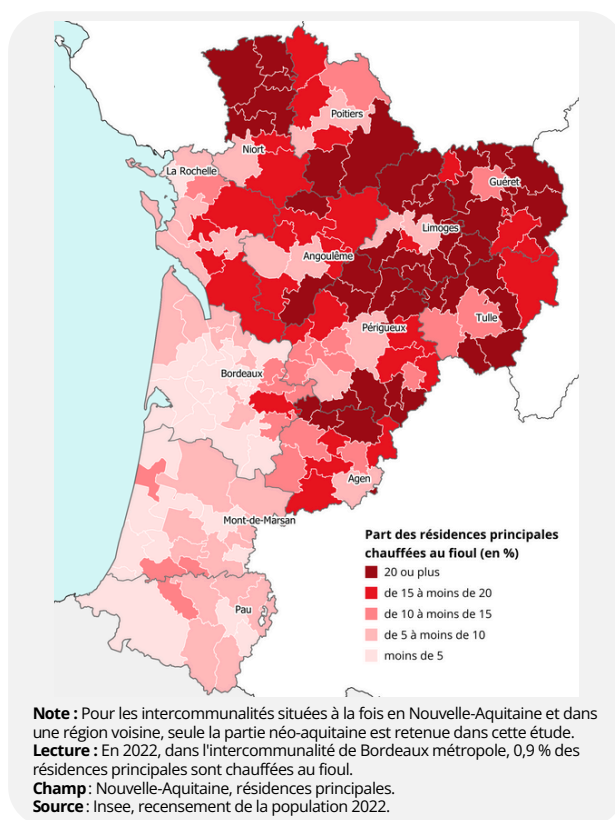 Poitiers
Niort
La Rochelle
Guéret
Limoges
Angoulême
Tulle
Périgueux
Bordeaux
Agen
Mont-de-Marsan
Pau
Part des résidences principales
chauffées au fioul (en %)
20 ou plus
de 15 à moins de 20
de 10 à moins de 15
de 5 à moins de 10
moins de 5
Note : Pour les intercommunalités situées à la fois en Nouvelle-Aquitaine et dans
une région voisine, seule la partie néo-aquitaine est retenue dans cette étude.
Lecture : En 2022, dans l'intercommunalité de Bordeaux métropole, 0,9 % des
résidences principales sont chauffées au fioul.
Champ : Nouvelle-Aquitaine, résidences principales.
Source : Insee, recensement de la population 2022.